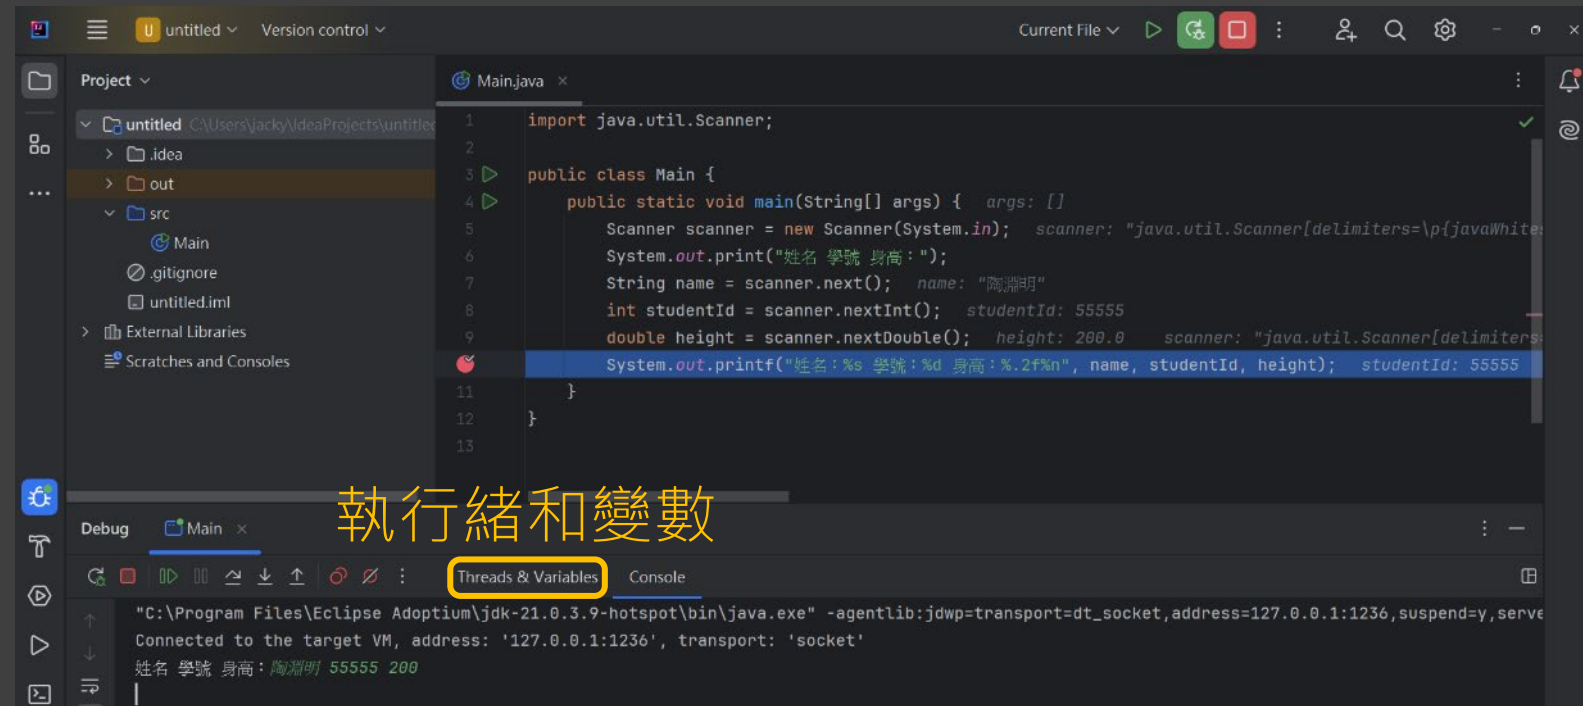 U untitled Version control Current File
Project
Main.java
untitled C:\Users\jacky\IdeaProjects\untitled
.idea
out
src
Main
.gitignore
untitled.iml
External Libraries
Scratches and Consoles
1 import java.util.Scanner;
2
3 public class Main {
4 public static void main(String[] args) { args: []
5 Scanner scanner = new Scanner(System.in); scanner: "java.util.Scanner[delimiters=\p{javaWhite
6 System.out.print("姓名 學號 身高：");
7 String name = scanner.next(); name: "陶淵明"
8 int studentId = scanner.nextInt(); studentId: 55555
9 double height = scanner.nextDouble(); height: 200.0 scanner: "java.util.Scanner[delimiters
System.out.printf("姓名：%s 學號：%d 身高：%.2f%n", name, studentId, height); studentId: 55555
11 }
12 }
13
執行緒和變數
Debug Main
Threads & Variables Console
"C:\Program Files\Eclipse Adoptium\jdk-21.0.3.9-hotspot\bin\java.exe" -agentlib:jdwp=transport=dt_socket,address=127.0.0.1:1236,suspend=y,serve
Connected to the target VM, address: '127.0.0.1:1236', transport: 'socket'
姓名 學號 身高：陶淵明 55555 200